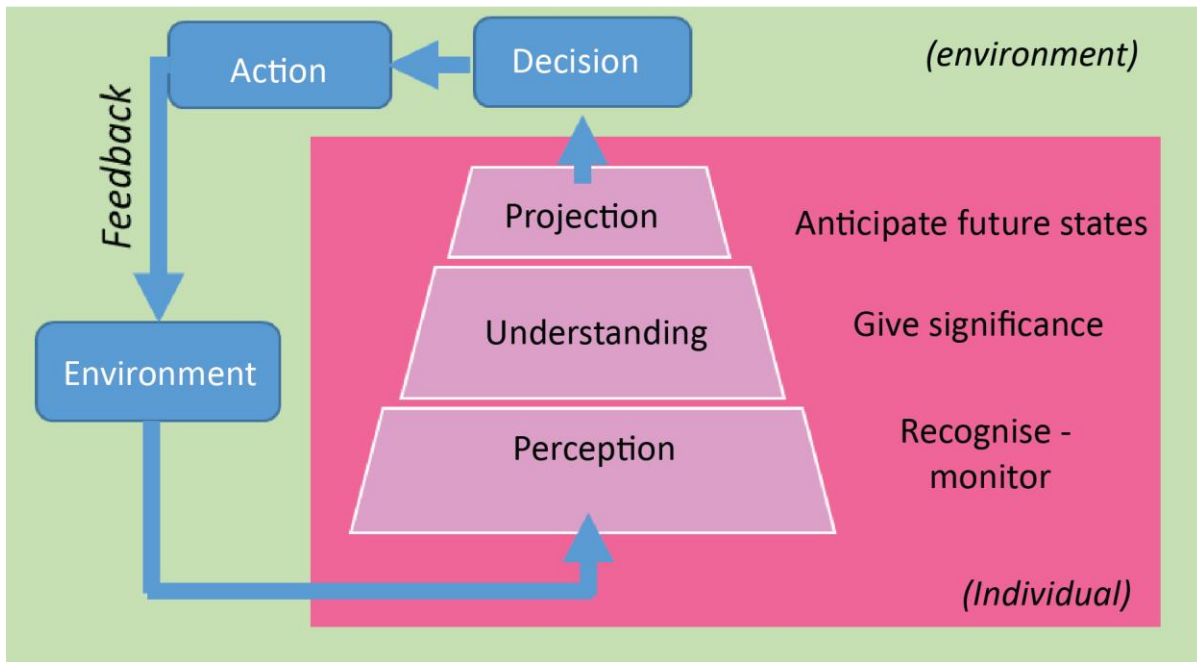 Action
Decision
(environment)
Feedback
Projection
Anticipate future states
Understanding
Give significance
Environment
Perception
Recognise -
monitor
(Individual)